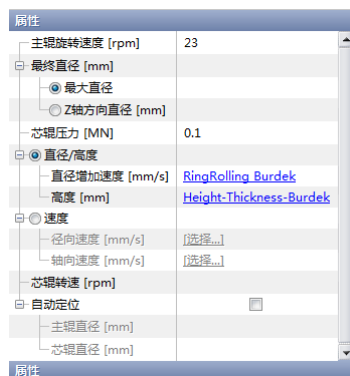 属性
主辊旋转速度 [rpm] 23
最终直径 [mm]
最大直径
Z轴方向直径 [mm]
芯辊压力 [MN] 0.1
直径/高度
直径增加速度 [mm/s] RingRolling Burdek
高度 [mm] Height-Thickness-Burdek
速度
径向速度 [mm/s] [选择...]
轴向速度 [mm/s] [选择...]
芯辊转速 [rpm]
自动定位
主辊直径 [mm]
芯辊直径 [mm]
属性